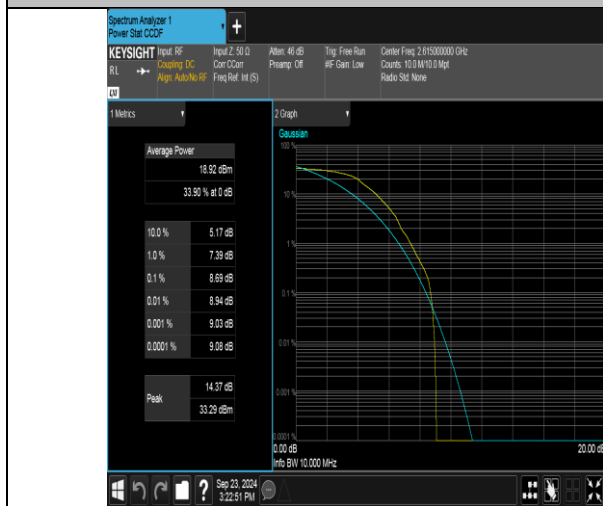 Spectrum Analyzer 1
Power Stat CCDF
+
KEYSIGHT
RL
Input: RF
Coupling: DC
Align: Auto/No RF
Input Z: 50 Ω
Corr CCorr
Freq Ref: Int (S)
Atten: 46 dB
Preamp: Off
Trig: Free Run
#IF Gain: Low
Center Freq: 2.615000000 GHz
Counts: 10.0 M/10.0 Mpt
Radio Std: None
LXI
1 Metrics
Average Power
18.92 dBm
33.90 % at 0 dB
10.0 % 5.17 dB
1.0 % 7.39 dB
0.1 % 8.69 dB
0.01 % 8.94 dB
0.001 % 9.03 dB
0.0001 % 9.08 dB
Peak
14.37 dB
33.29 dBm
2 Graph
Gaussian
100 %
10 %
1 %
0.1 %
0.01 %
0.001 %
0.0001 %
0.00 dB
20.00 dB
Info BW 10.000 MHz
?
Sep 23, 2024
3:22:51 PM